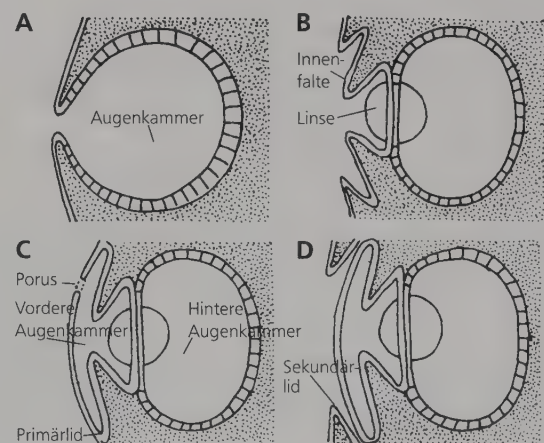 A
Augenkammer
B
Innen-
falte
Linse
C
Porus
Vordere
Augenkammer
Hintere
Augenkammer
Primärlid
D
Sekundär-
lid